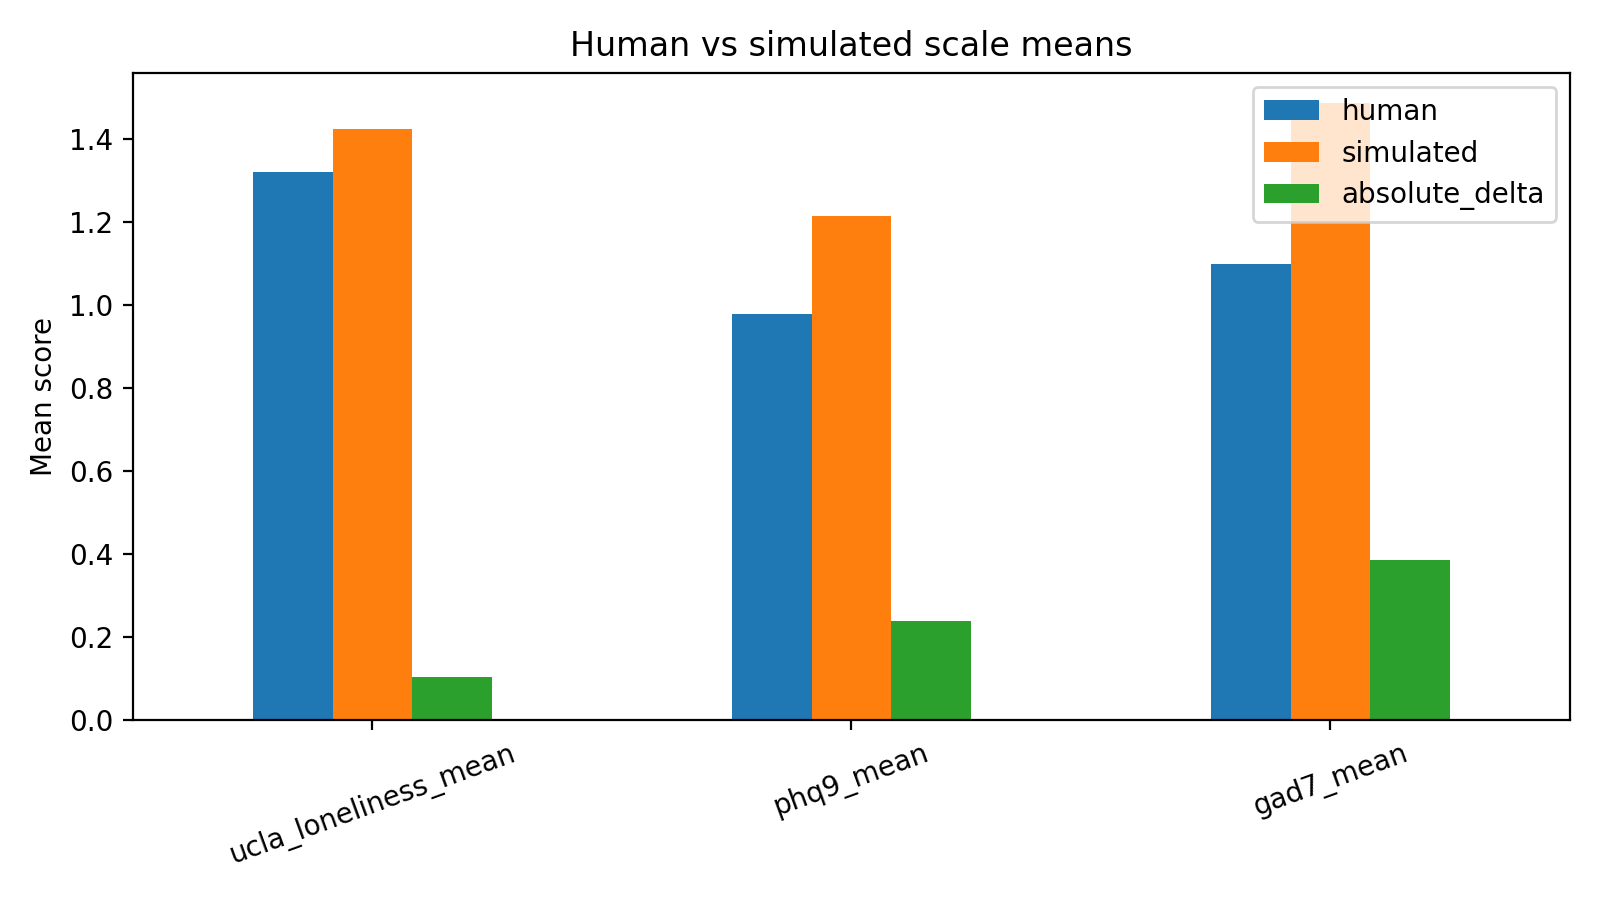 Human vs simulated scale means
human
simulated
absolute_delta
Mean score
1.4
1.2
1.0
0.8
0.6
0.4
0.2
0.0
ucla_loneliness_mean
phq9_mean
gad7_mean